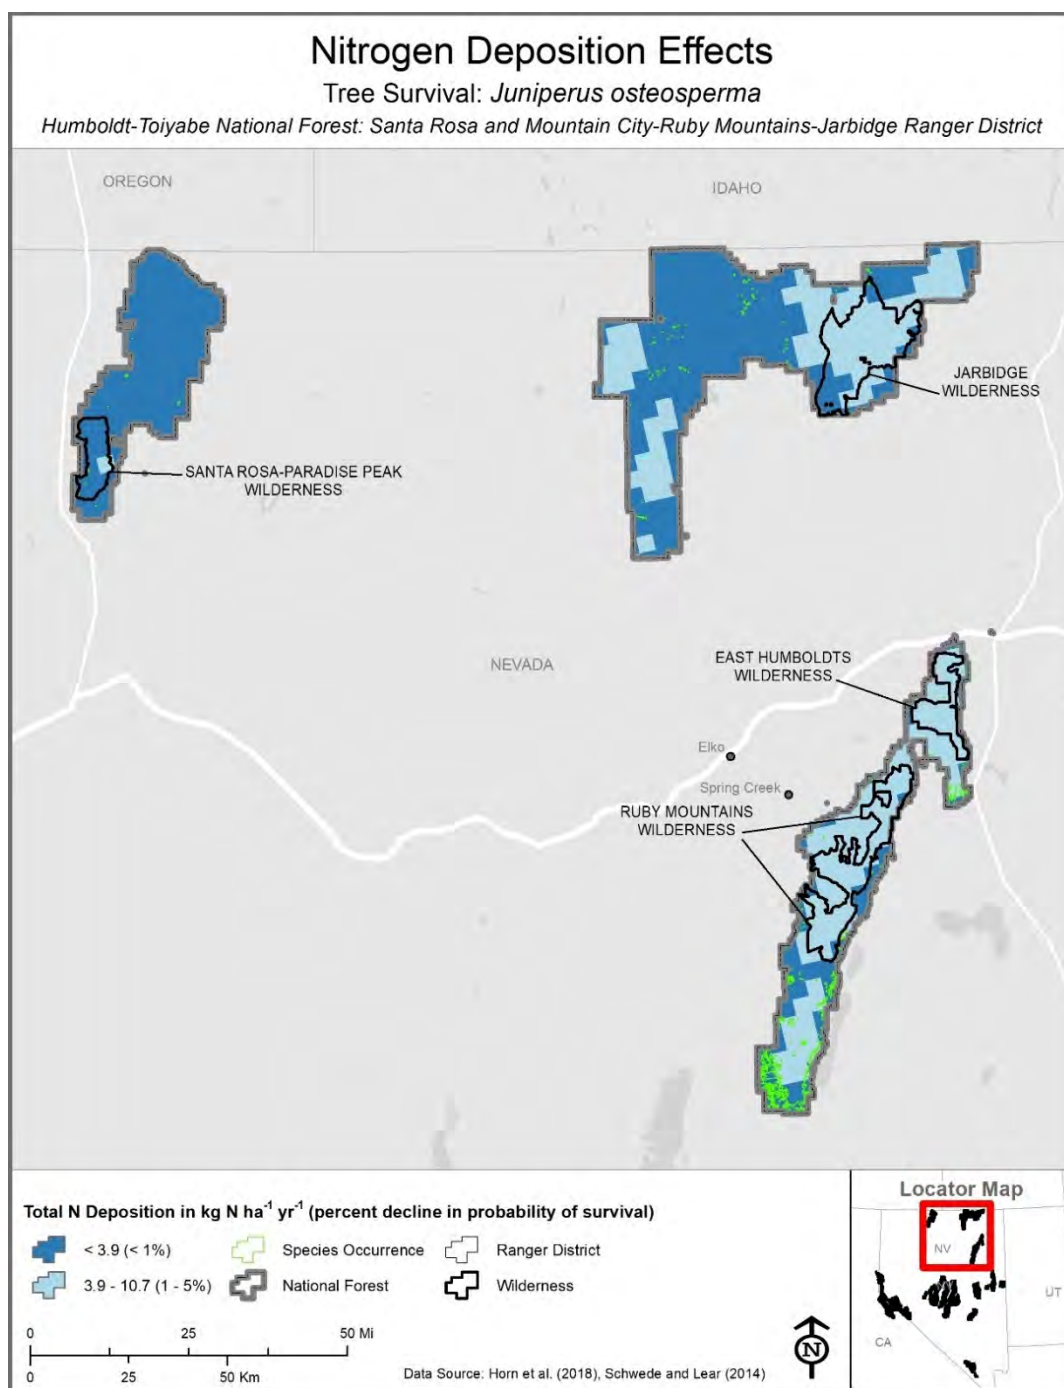 Nitrogen Deposition Effects
Tree Survival: Juniperus osteosperma
Humboldt-Toiyabe National Forest: Santa Rosa and Mountain City-Ruby Mountains-Jarbidge Ranger District
OREGON
IDAHO
JARBIDGE
WILDERNESS
SANTA ROSA-PARADISE PEAK
WILDERNESS
NEVADA
EAST HUMBOLDTS
WILDERNESS
Elko
Spring Creek
RUBY MOUNTAINS
WILDERNESS
Total N Deposition in kg N ha⁻¹ yr⁻¹ (percent decline in probability of survival)
< 3.9 (< 1%)
Species Occurrence
Ranger District
3.9 - 10.7 (1 - 5%)
National Forest
Wilderness
0 25 50 Mi
0 25 50 Km
N
Data Source: Horn et al. (2018), Schwede and Lear (2014)
Locator Map
NV
UT
CA